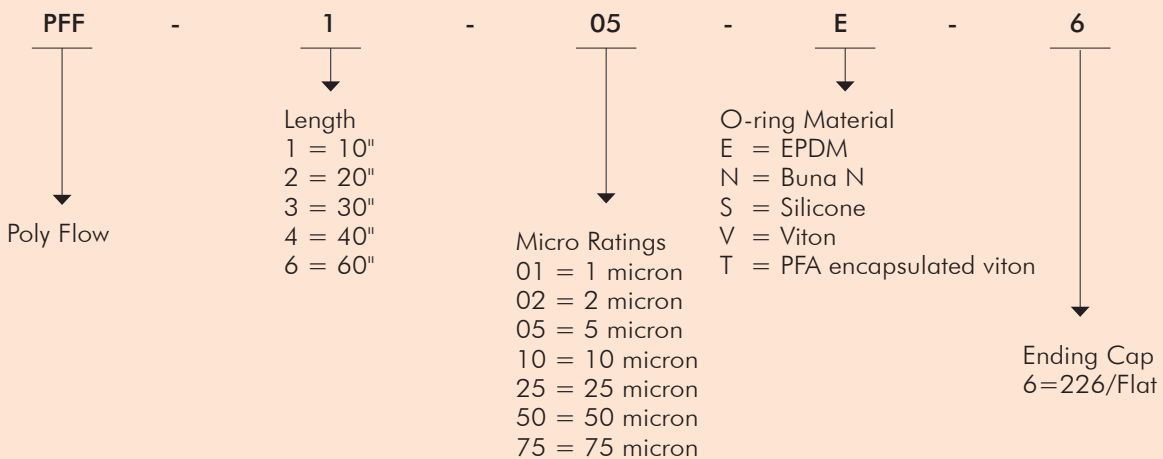 PFF - 1 - 05 - E - 6
Poly Flow
Length
1 = 10"
2 = 20"
3 = 30"
4 = 40"
6 = 60"
Micro Ratings
01 = 1 micron
02 = 2 micron
05 = 5 micron
10 = 10 micron
25 = 25 micron
50 = 50 micron
75 = 75 micron
O-ring Material
E = EPDM
N = Buna N
S = Silicone
V = Viton
T = PFA encapsulated viton
Ending Cap
6=226/Flat